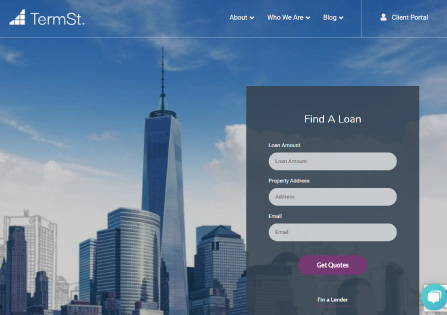 TermSt.
About
Who We Are
Blog
Client Portal
Find A Loan
Loan Amount
Loan Amount
Property Address
Address
Email
Email
Get Quotes
I'm a Lender